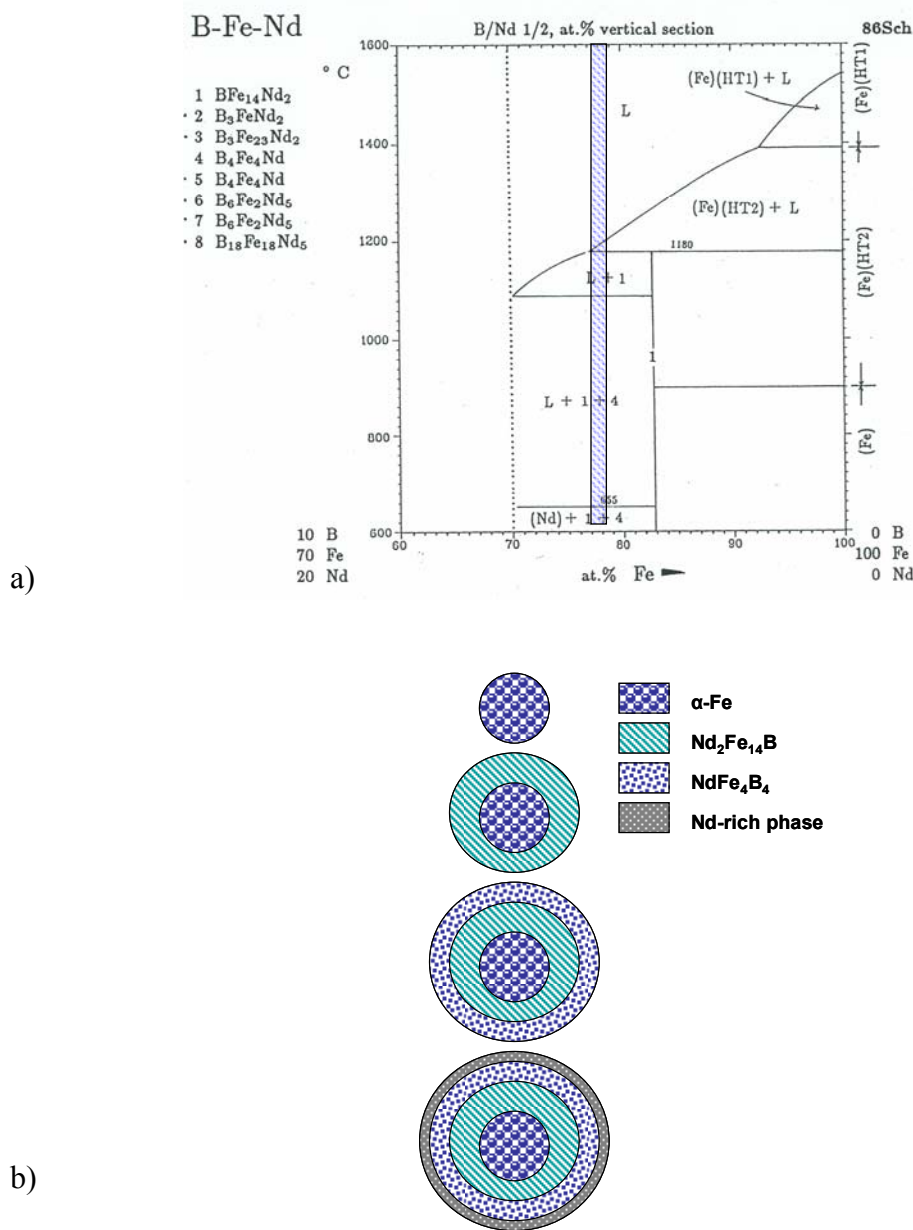 B-Fe-Nd
B/Nd 1/2, at.% vertical section
86Sch
° C
1 BFe₁₄Nd₂
· 2 B₃FeNd₂
· 3 B₃Fe₂₃Nd₂
4 B₄Fe₄Nd
· 5 B₄Fe₄Nd
· 6 B₆Fe₂Nd₅
· 7 B₆Fe₂Nd₅
· 8 B₁₈Fe₁₈Nd₅
1600
1400
1200
1000
800
600
L
(Fe)(HT1) + L
(Fe)(HT2) + L
1180
L + 1
1
L + 1 + 4
655
(Nd) + 1 + 4
(Fe)(HT1)
(Fe)(HT2)
(Fe)
60
70
80
90
100
10 B
70 Fe
20 Nd
at.% Fe
0 B
100 Fe
0 Nd
a)
α-Fe
Nd₂Fe₁₄B
NdFe₄B₄
Nd-rich phase
b)